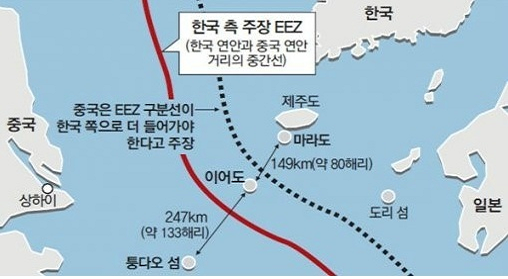 한국 측 주장 EEZ
(한국 연안과 중국 연안
거리의 중간선)
한국
중국은 EEZ 구분선이
한국 쪽으로 더 들어가야
한다고 주장
제주도
마라도
중국
149km(약 80해리)
이어도
상하이
247km
(약 133해리)
도리 섬
일본
퉁다오 섬